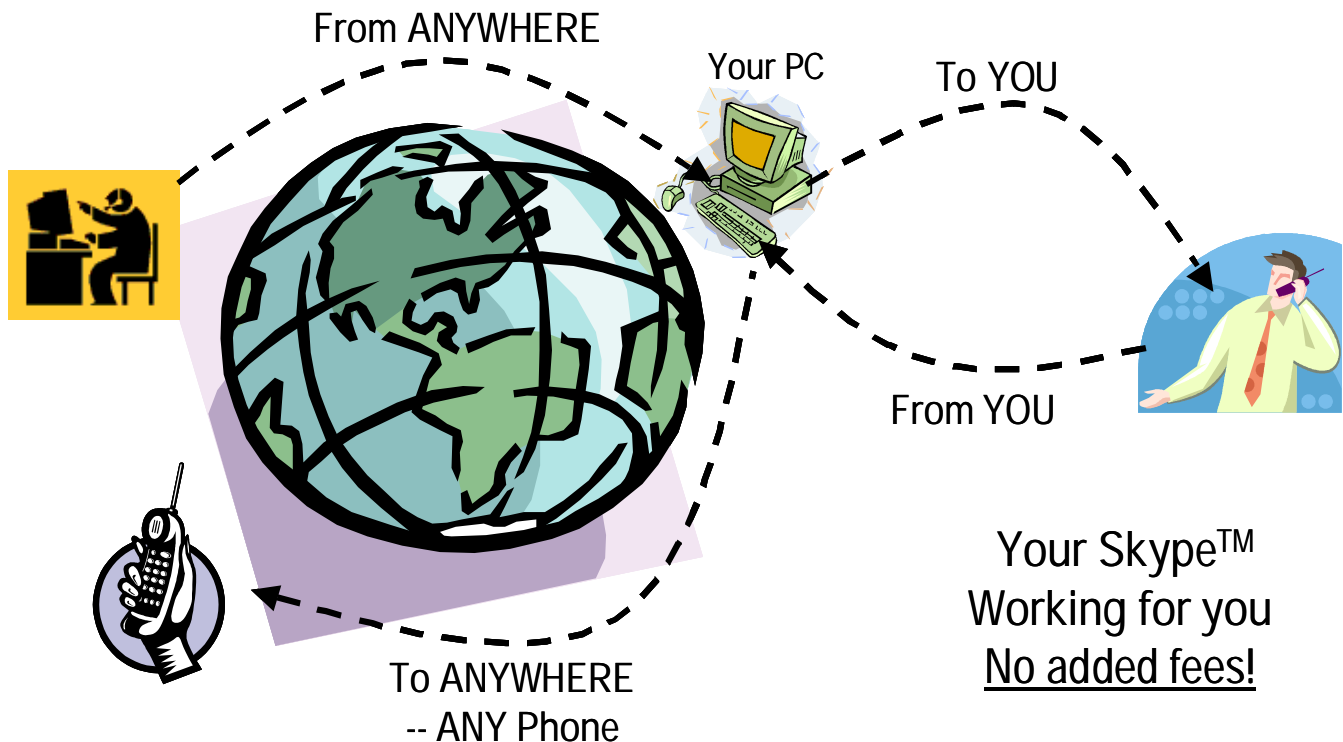 From ANYWHERE
Your PC
To YOU
From YOU
Your Skype™
Working for you
No added fees!
To ANYWHERE
-- ANY Phone